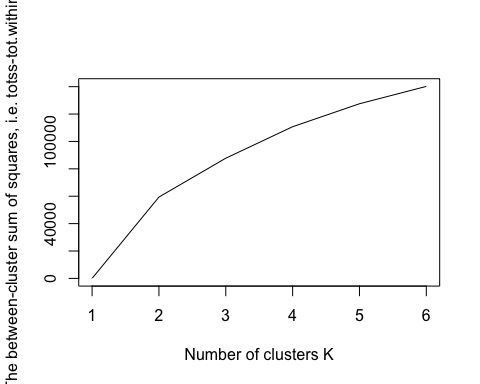 The between-cluster sum of squares, i.e. totss-tot.within
100000
40000
0
1 2 3 4 5 6
Number of clusters K